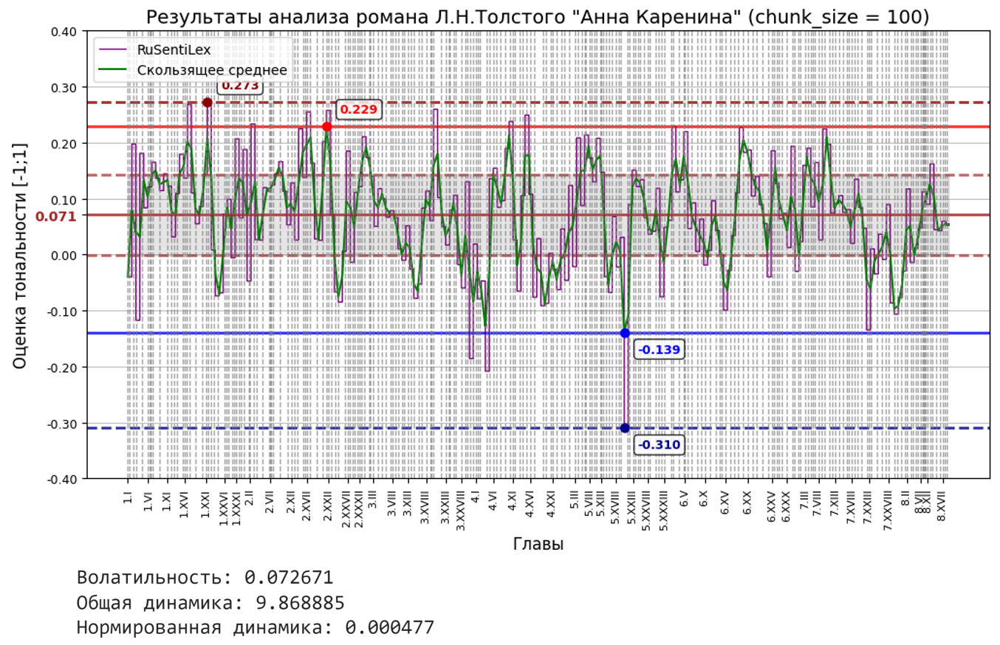 Результаты анализа романа Л.Н.Толстого "Анна Каренина" (chunk_size = 100)
RuSentiLex
Скользящее среднее
0.40
0.30
0.20
0.10
0.071
0.00
-0.10
-0.20
-0.30
-0.40
Оценка тональности [-1;1]
0.273
0.229
-0.139
-0.310
1.I
1.VI
1.XI
1.XVI
1.XXI
1.XXVI
1.XXXI
2.II
2.VII
2.XII
2.XVII
2.XXII
2.XXVII
2.XXXII
3.III
3.VIII
3.XIII
3.XVIII
3.XXIII
3.XXVIII
4.I
4.VI
4.XI
4.XVI
4.XXI
5.III
5.VIII
5.XIII
5.XVIII
5.XXIII
5.XXVIII
5.XXXIII
6.V
6.X
6.XV
6.XX
6.XXV
6.XXX
7.III
7.VIII
7.XIII
7.XVIII
7.XXIII
7.XXVIII
8.II
8.VII
8.XII
8.XVII
Главы
Волатильность: 0.072671
Общая динамика: 9.868885
Нормированная динамика: 0.000477